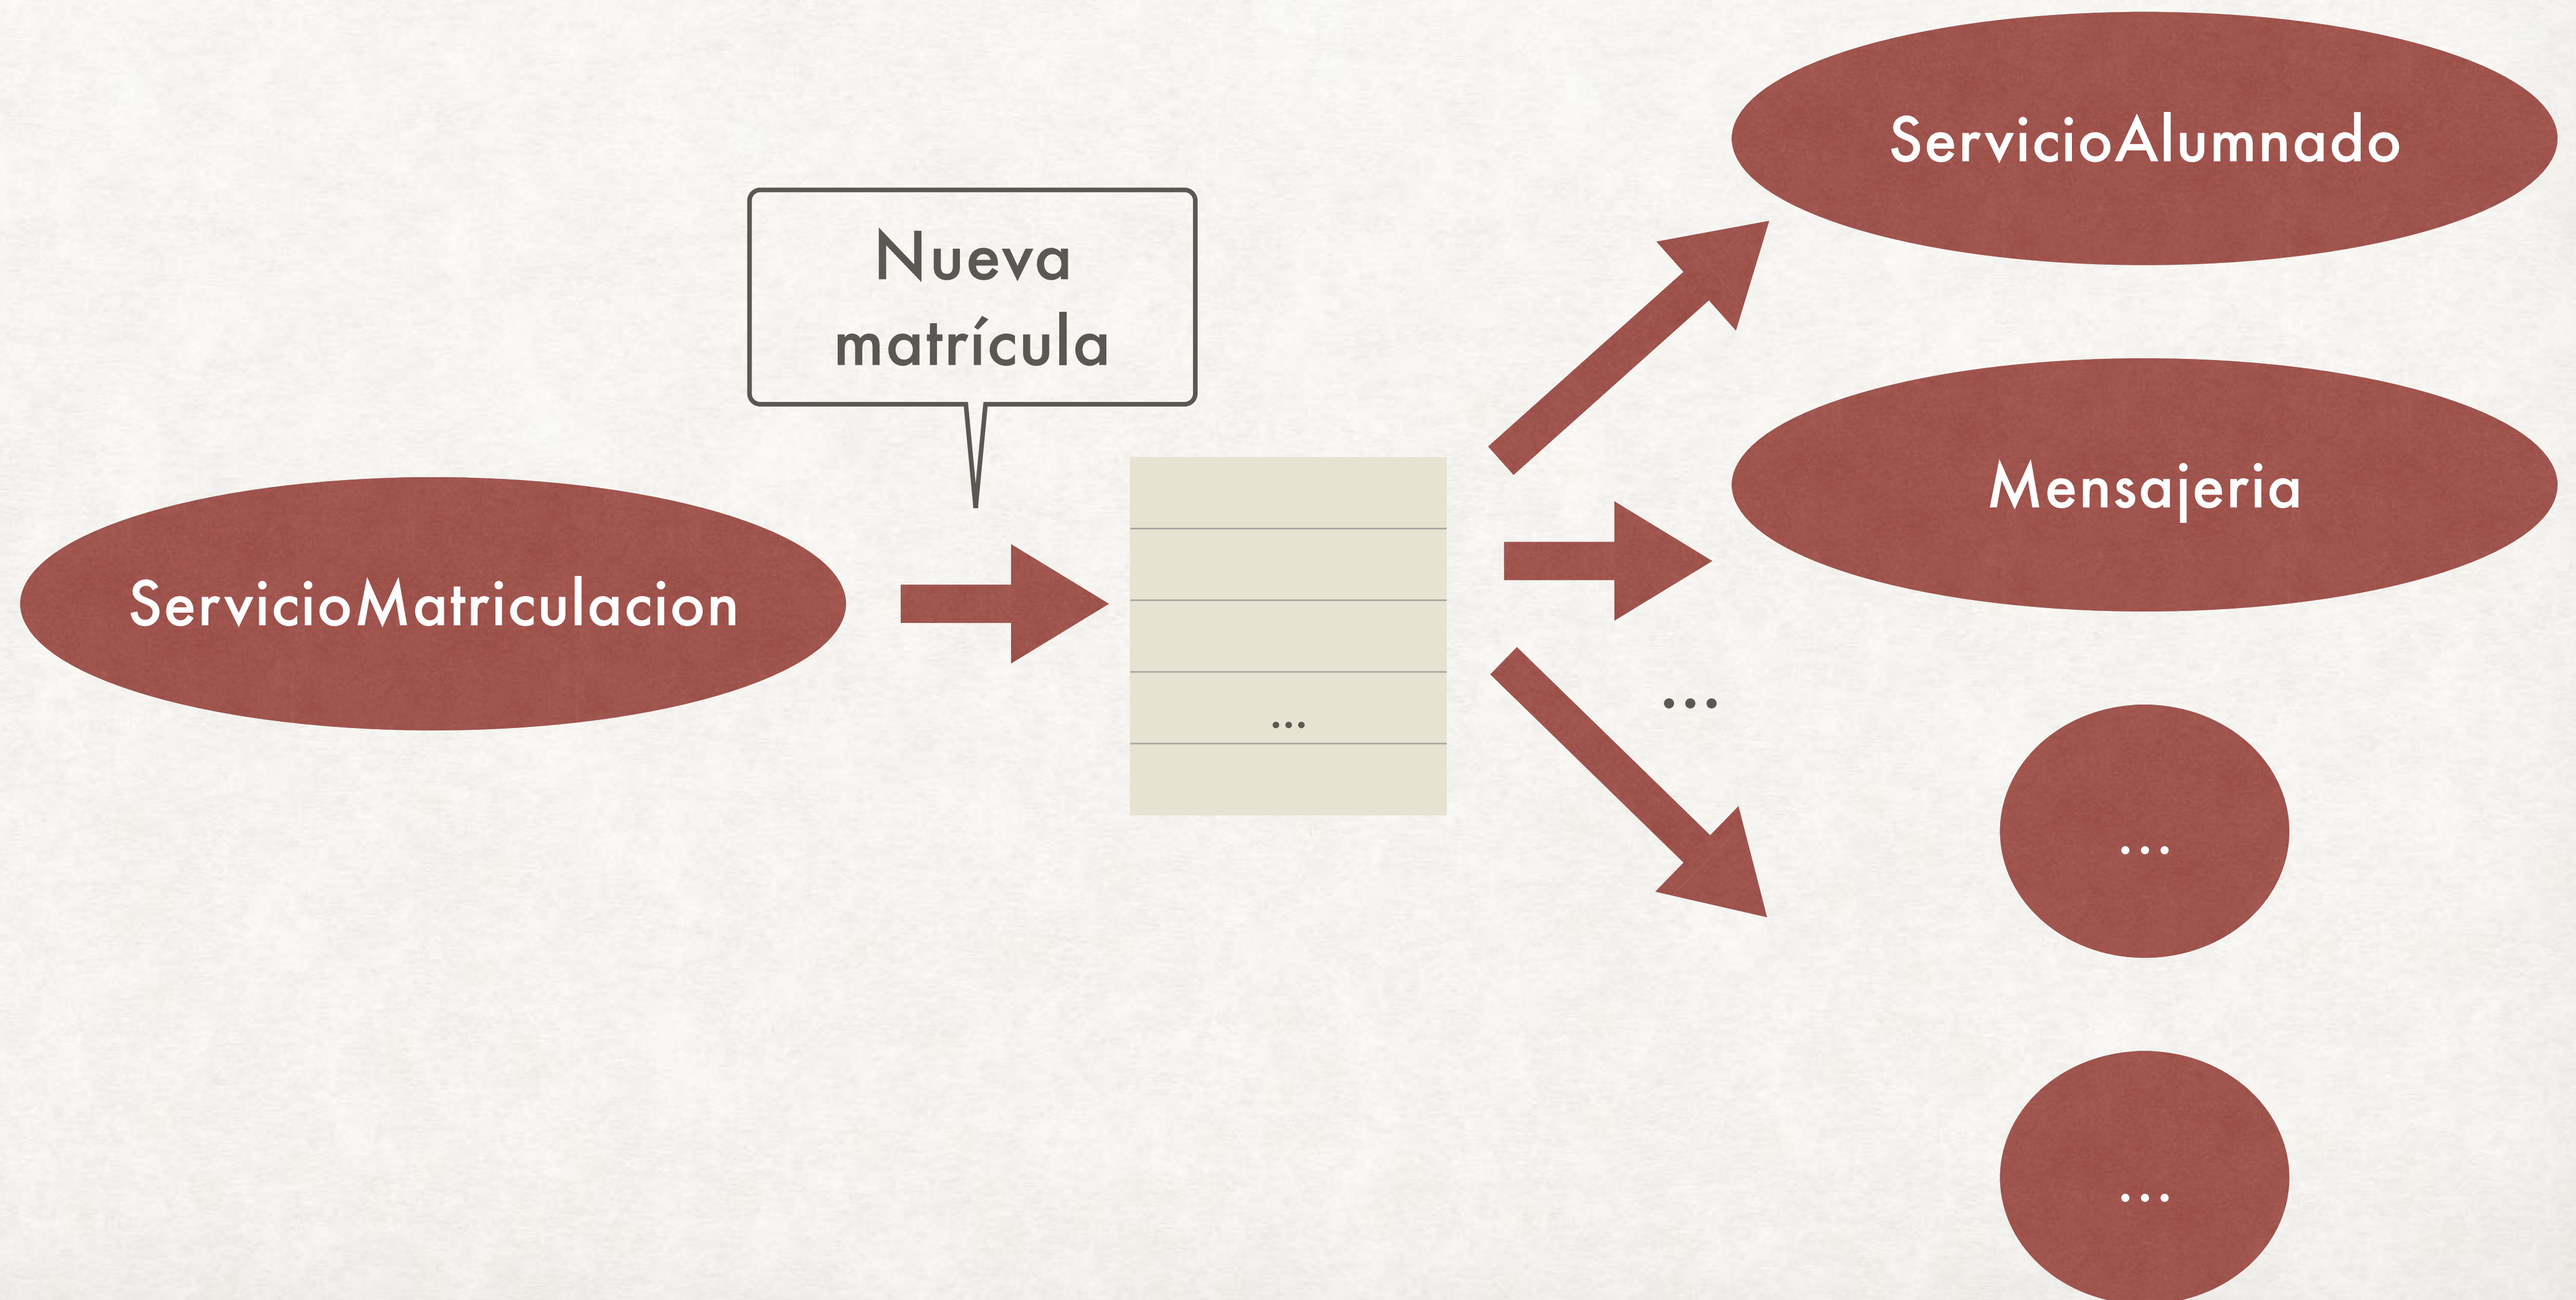 ServicioAlumnado
Nueva
matrícula
Mensajeria
ServicioMatriculacion
...
...
...
...